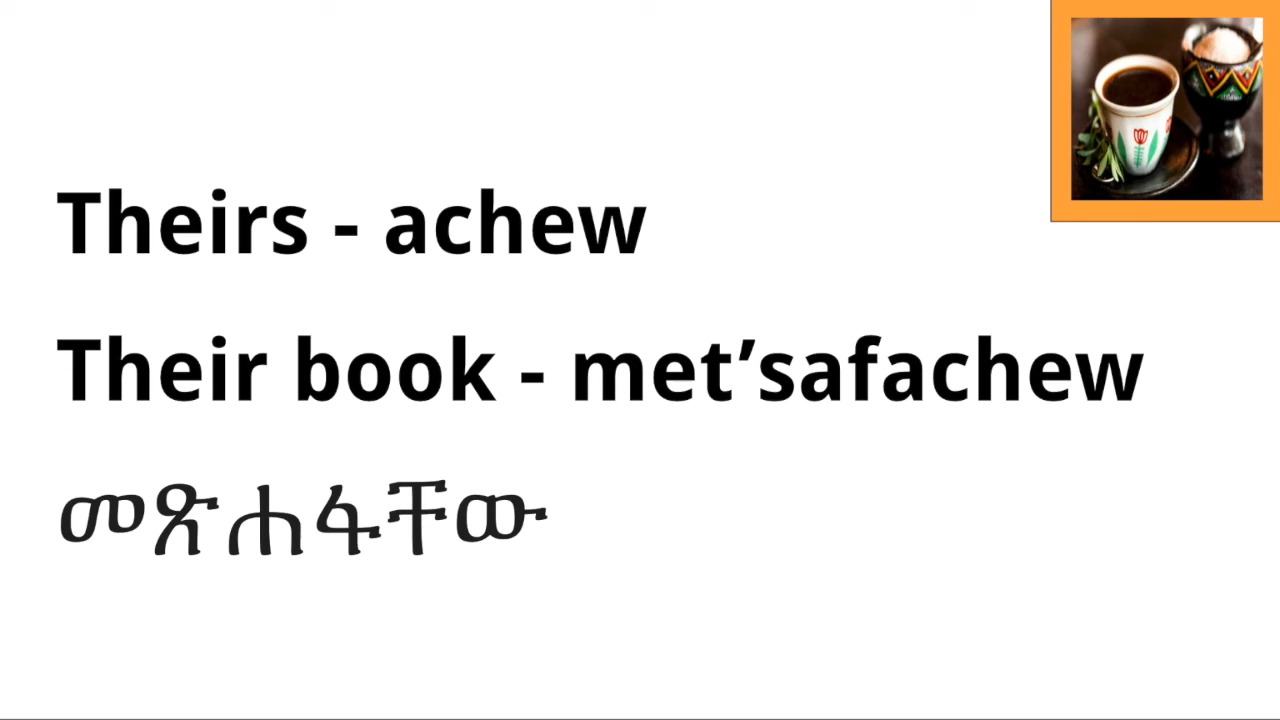 Theirs - achew
Their book - met’safachew
መጽሐፋቸው